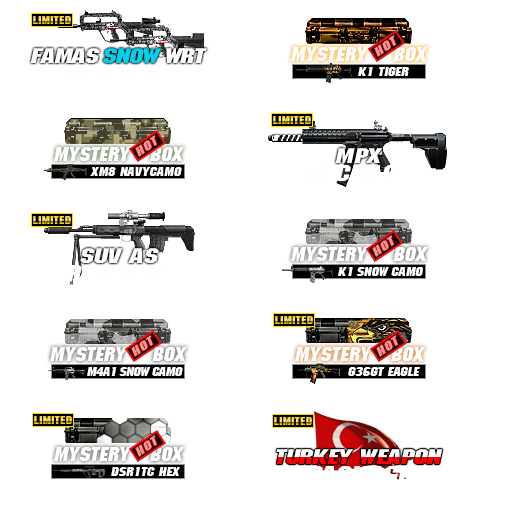 LIMITED
FAMAS SNOW WRT
MYSTERY HOT BOX
K1 TIGER
MYSTERY HOT BOX
XM8 NAVYCAMO
LIMITED
MPX
LIMITED
SUV AS
MYSTERY HOT BOX
K1 SNOW CAMO
MYSTERY HOT BOX
M4A1 SNOW CAMO
LIMITED
MYSTERY HOT BOX
G36GT EAGLE
LIMITED
MYSTERY HOT BOX
DSR1TC HEX
LIMITED
TURKEY WEAPON